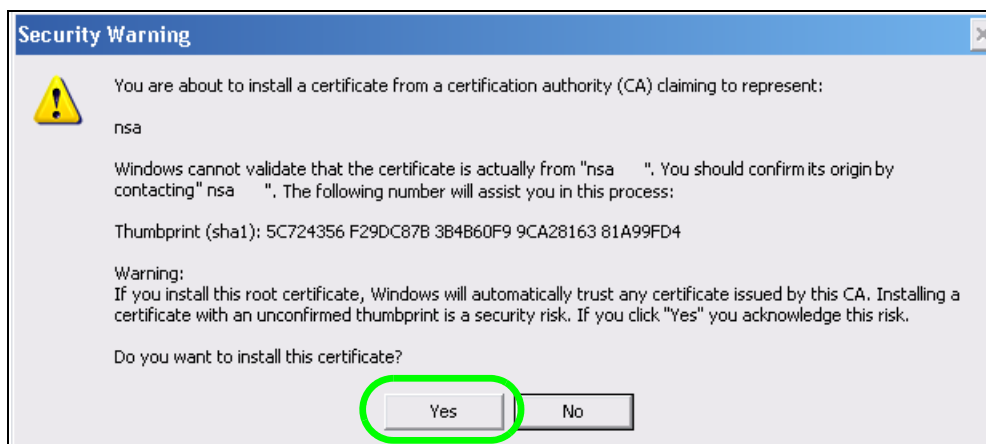 Security Warning
You are about to install a certificate from a certification authority (CA) claiming to represent:
nsa
Windows cannot validate that the certificate is actually from "nsa ". You should confirm its origin by
contacting" nsa ". The following number will assist you in this process:
Thumbprint (sha1): 5C724356 F29DC87B 3B4B60F9 9CA28163 81A99FD4
Warning:
If you install this root certificate, Windows will automatically trust any certificate issued by this CA. Installing a
certificate with an unconfirmed thumbprint is a security risk. If you click "Yes" you acknowledge this risk.
Do you want to install this certificate?
Yes No